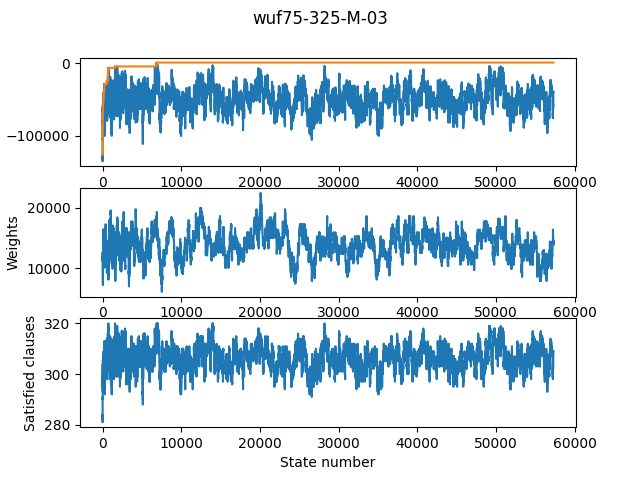 wuf75-325-M-03
0
−100000
0 10000 20000 30000 40000 50000 60000
Weights
20000
10000
0 10000 20000 30000 40000 50000 60000
Satisfied clauses
320
300
280
0 10000 20000 30000 40000 50000 60000
State number